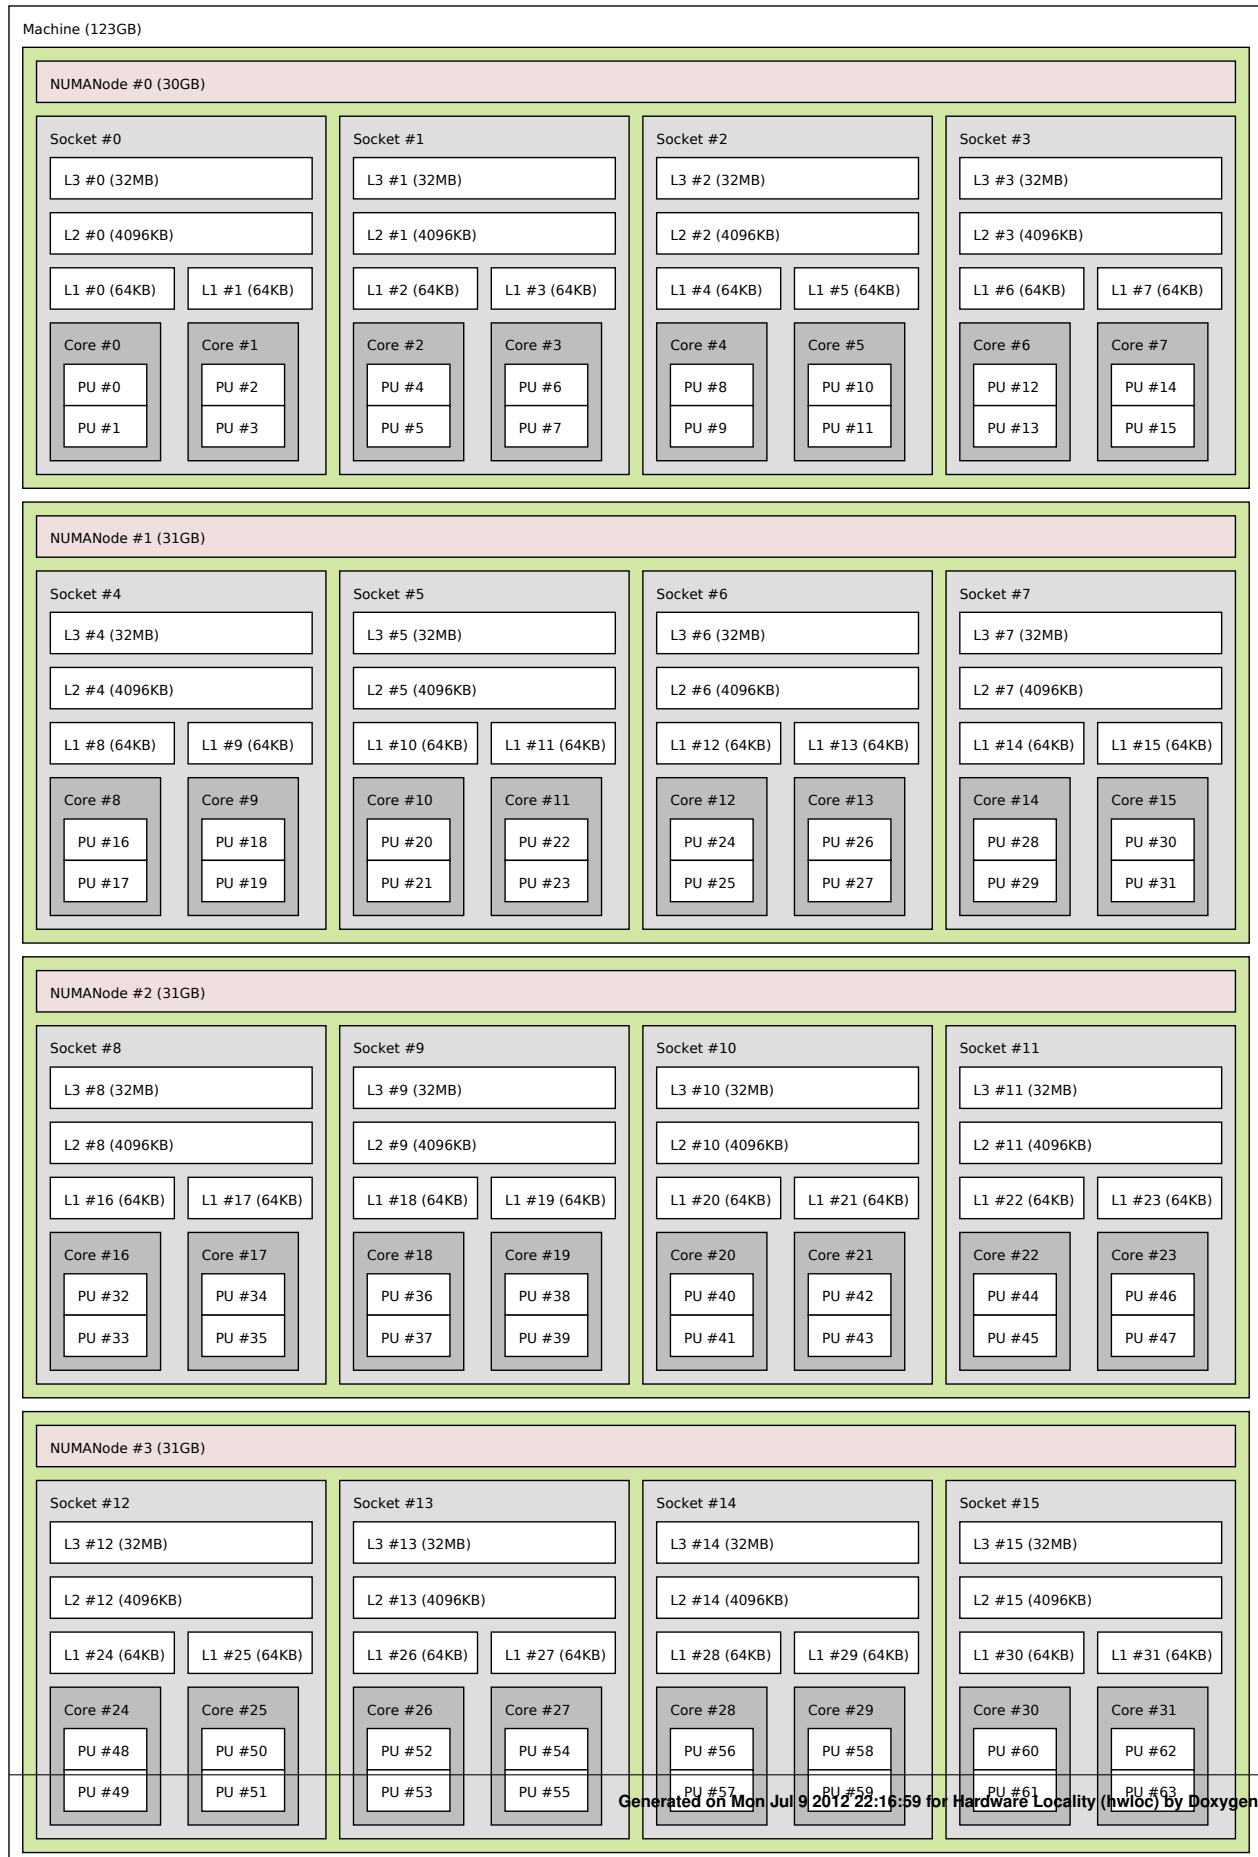 Machine (123GB)
NUMANode #0 (30GB)
Socket #0 Socket #1 Socket #2 Socket #3
L3 #0 (32MB) L3 #1 (32MB) L3 #2 (32MB) L3 #3 (32MB)
L2 #0 (4096KB) L2 #1 (4096KB) L2 #2 (4096KB) L2 #3 (4096KB)
L1 #0 (64KB) L1 #1 (64KB) L1 #2 (64KB) L1 #3 (64KB) L1 #4 (64KB) L1 #5 (64KB) L1 #6 (64KB) L1 #7 (64KB)
Core #0 Core #1 Core #2 Core #3 Core #4 Core #5 Core #6 Core #7
PU #0 PU #2 PU #4 PU #6 PU #8 PU #10 PU #12 PU #14
PU #1 PU #3 PU #5 PU #7 PU #9 PU #11 PU #13 PU #15
NUMANode #1 (31GB)
Socket #4 Socket #5 Socket #6 Socket #7
L3 #4 (32MB) L3 #5 (32MB) L3 #6 (32MB) L3 #7 (32MB)
L2 #4 (4096KB) L2 #5 (4096KB) L2 #6 (4096KB) L2 #7 (4096KB)
L1 #8 (64KB) L1 #9 (64KB) L1 #10 (64KB) L1 #11 (64KB) L1 #12 (64KB) L1 #13 (64KB) L1 #14 (64KB) L1 #15 (64KB)
Core #8 Core #9 Core #10 Core #11 Core #12 Core #13 Core #14 Core #15
PU #16 PU #18 PU #20 PU #22 PU #24 PU #26 PU #28 PU #30
PU #17 PU #19 PU #21 PU #23 PU #25 PU #27 PU #29 PU #31
NUMANode #2 (31GB)
Socket #8 Socket #9 Socket #10 Socket #11
L3 #8 (32MB) L3 #9 (32MB) L3 #10 (32MB) L3 #11 (32MB)
L2 #8 (4096KB) L2 #9 (4096KB) L2 #10 (4096KB) L2 #11 (4096KB)
L1 #16 (64KB) L1 #17 (64KB) L1 #18 (64KB) L1 #19 (64KB) L1 #20 (64KB) L1 #21 (64KB) L1 #22 (64KB) L1 #23 (64KB)
Core #16 Core #17 Core #18 Core #19 Core #20 Core #21 Core #22 Core #23
PU #32 PU #34 PU #36 PU #38 PU #40 PU #42 PU #44 PU #46
PU #33 PU #35 PU #37 PU #39 PU #41 PU #43 PU #45 PU #47
NUMANode #3 (31GB)
Socket #12 Socket #13 Socket #14 Socket #15
L3 #12 (32MB) L3 #13 (32MB) L3 #14 (32MB) L3 #15 (32MB)
L2 #12 (4096KB) L2 #13 (4096KB) L2 #14 (4096KB) L2 #15 (4096KB)
L1 #24 (64KB) L1 #25 (64KB) L1 #26 (64KB) L1 #27 (64KB) L1 #28 (64KB) L1 #29 (64KB) L1 #30 (64KB) L1 #31 (64KB)
Core #24 Core #25 Core #26 Core #27 Core #28 Core #29 Core #30 Core #31
PU #48 PU #50 PU #52 PU #54 PU #56 PU #58 PU #60 PU #62
PU #49 PU #51 PU #53 PU #55 PU #57 PU #59 PU #61 PU #63
Generated on Mon Jul 9 2012 22:16:59 for Hardware Locality (hwloc) by Doxygen